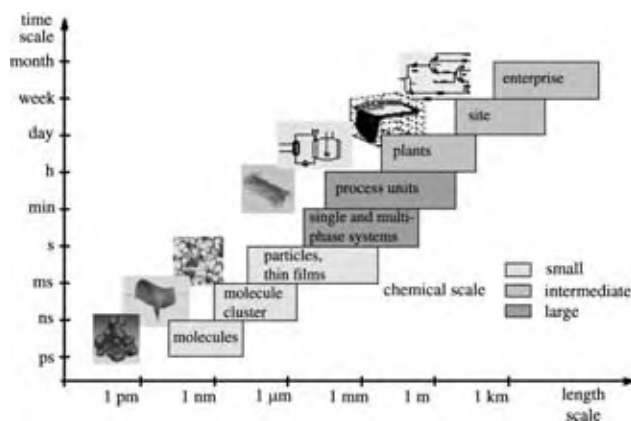 time
scale
month
week
day
h
min
s
ms
ns
ps
enterprise
site
plants
process units
single and multi-
phase systems
particles,
thin films
molecule
cluster
molecules
chemical scale
small
intermediate
large
1 pm
1 nm
1 μm
1 mm
1 m
1 km
length
scale